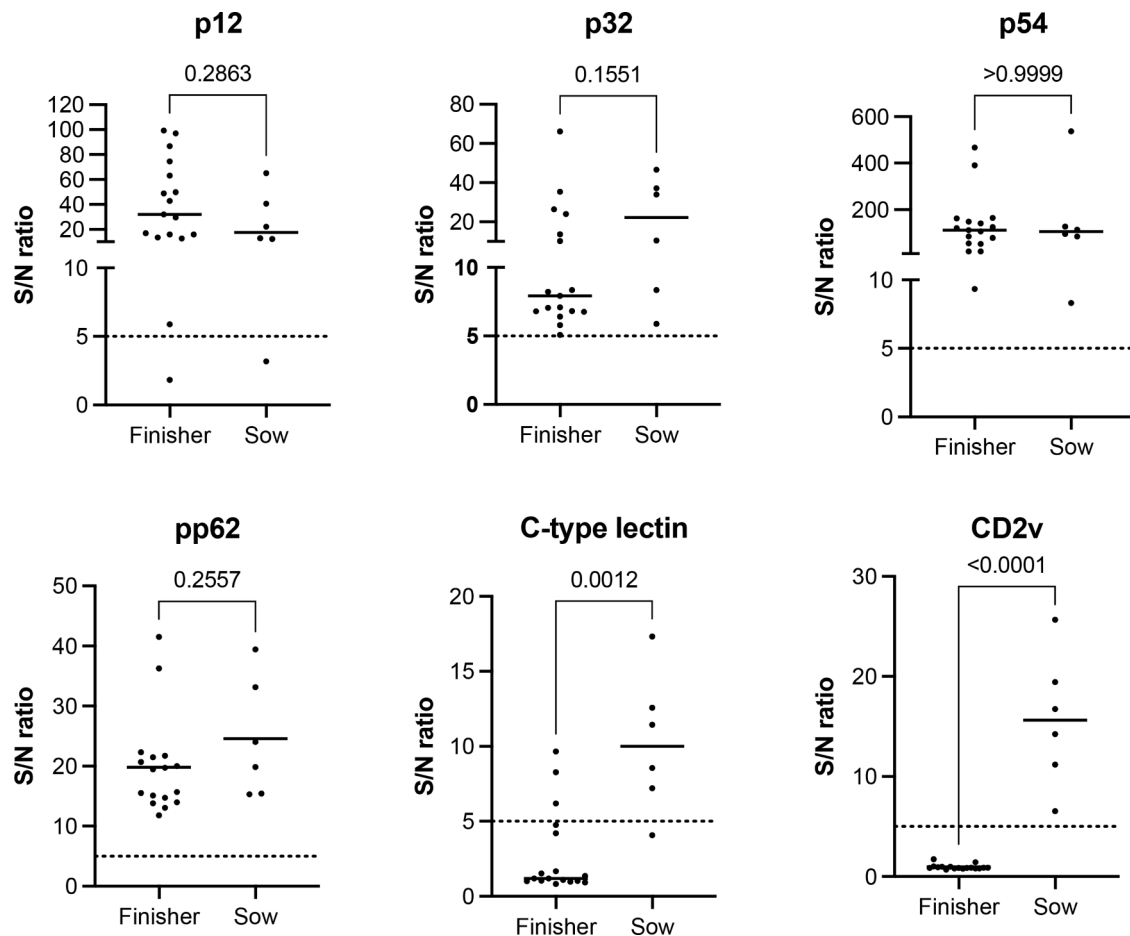 p12
0.2863
S/N ratio
120
100
80
60
40
20
10
5
0
Finisher Sow
p32
0.1551
S/N ratio
80
60
40
20
10
5
0
Finisher Sow
p54
>0.9999
S/N ratio
600
400
200
10
5
0
Finisher Sow
pp62
0.2557
S/N ratio
50
40
30
20
10
0
Finisher Sow
C-type lectin
0.0012
S/N ratio
20
15
10
5
0
Finisher Sow
CD2v
<0.0001
S/N ratio
30
20
10
0
Finisher Sow